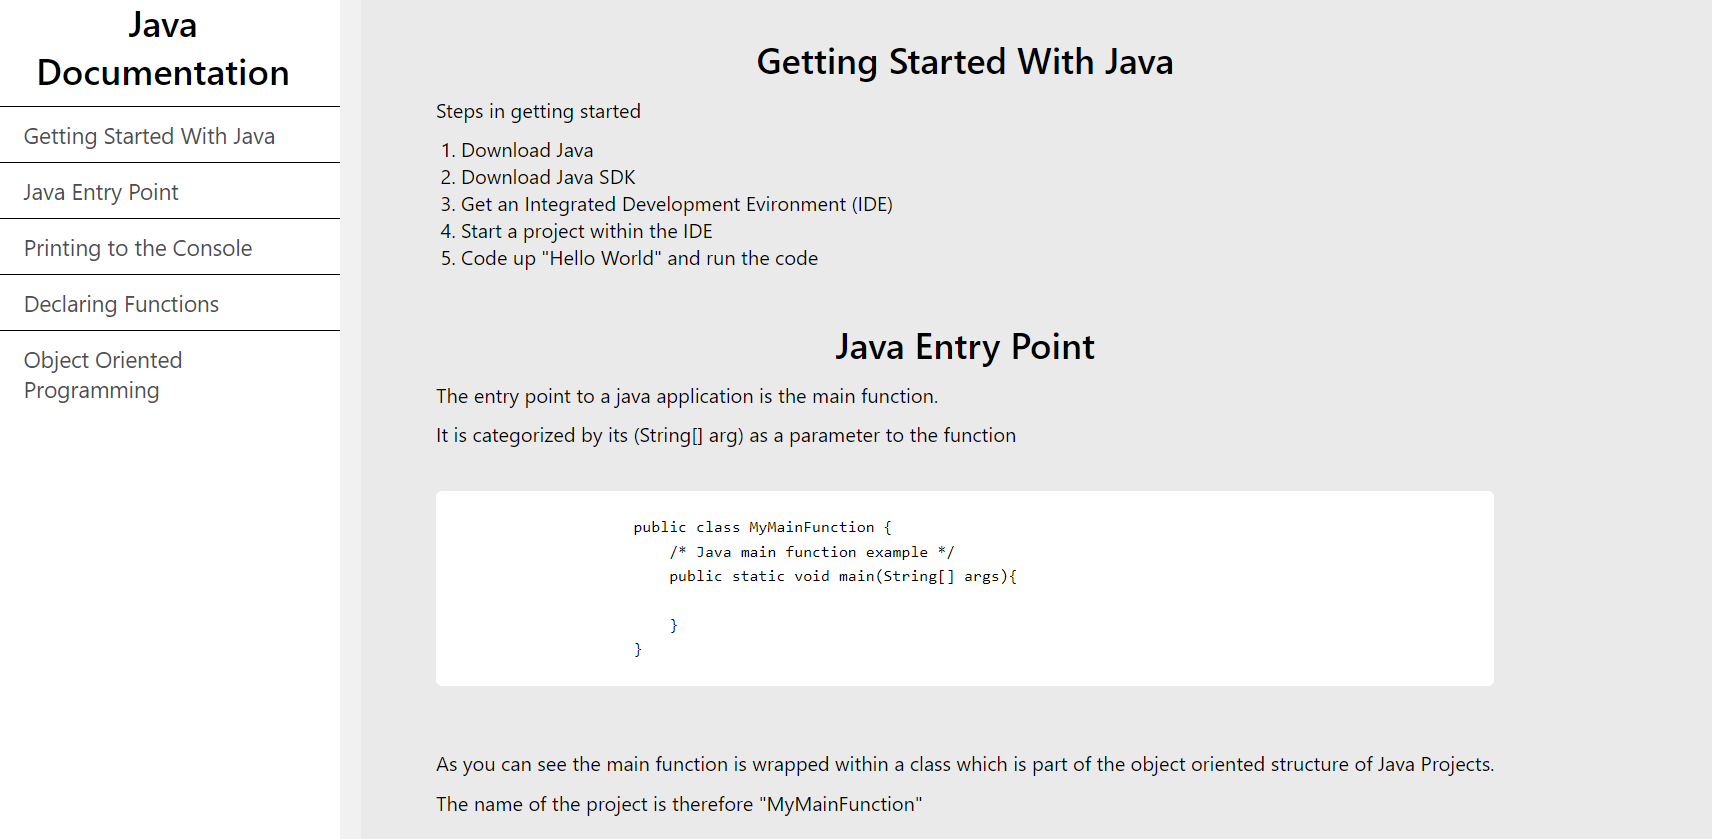 Java
Documentation
Getting Started With Java
Java Entry Point
Printing to the Console
Declaring Functions
Object Oriented
Programming
Getting Started With Java
Steps in getting started
1. Download Java
2. Download Java SDK
3. Get an Integrated Development Evironment (IDE)
4. Start a project within the IDE
5. Code up "Hello World" and run the code
Java Entry Point
The entry point to a java application is the main function.
It is categorized by its (String[] arg) as a parameter to the function
public class MyMainFunction {
    /* Java main function example */
    public static void main(String[] args){
    }
}
As you can see the main function is wrapped within a class which is part of the object oriented structure of Java Projects.
The name of the project is therefore "MyMainFunction"